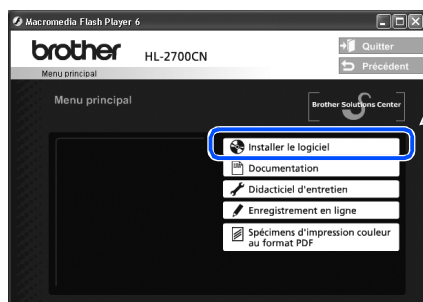 Macromedia Flash Player 6
brother
HL-2700CN
Quitter
Précédent
Menu principal
Menu principal
Brother Solutions Center
Installer le logiciel
Documentation
Didacticiel d'entretien
Enregistrement en ligne
Spécimens d'impression couleur
au format PDF